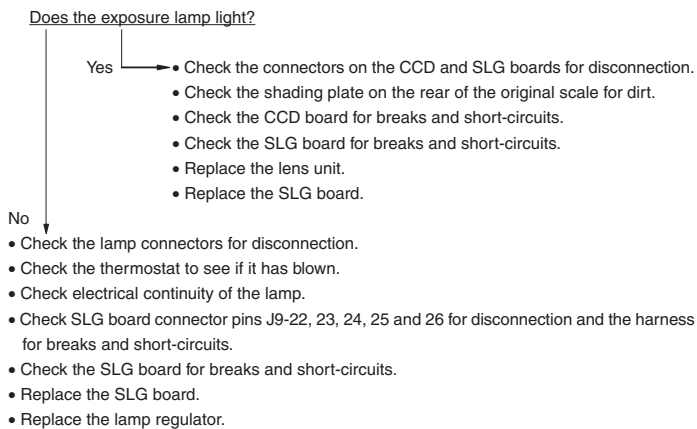 Does the exposure lamp light?
Yes
• Check the connectors on the CCD and SLG boards for disconnection.
• Check the shading plate on the rear of the original scale for dirt.
• Check the CCD board for breaks and short-circuits.
• Check the SLG board for breaks and short-circuits.
• Replace the lens unit.
• Replace the SLG board.
No
• Check the lamp connectors for disconnection.
• Check the thermostat to see if it has blown.
• Check electrical continuity of the lamp.
• Check SLG board connector pins J9-22, 23, 24, 25 and 26 for disconnection and the harness
for breaks and short-circuits.
• Check the SLG board for breaks and short-circuits.
• Replace the SLG board.
• Replace the lamp regulator.